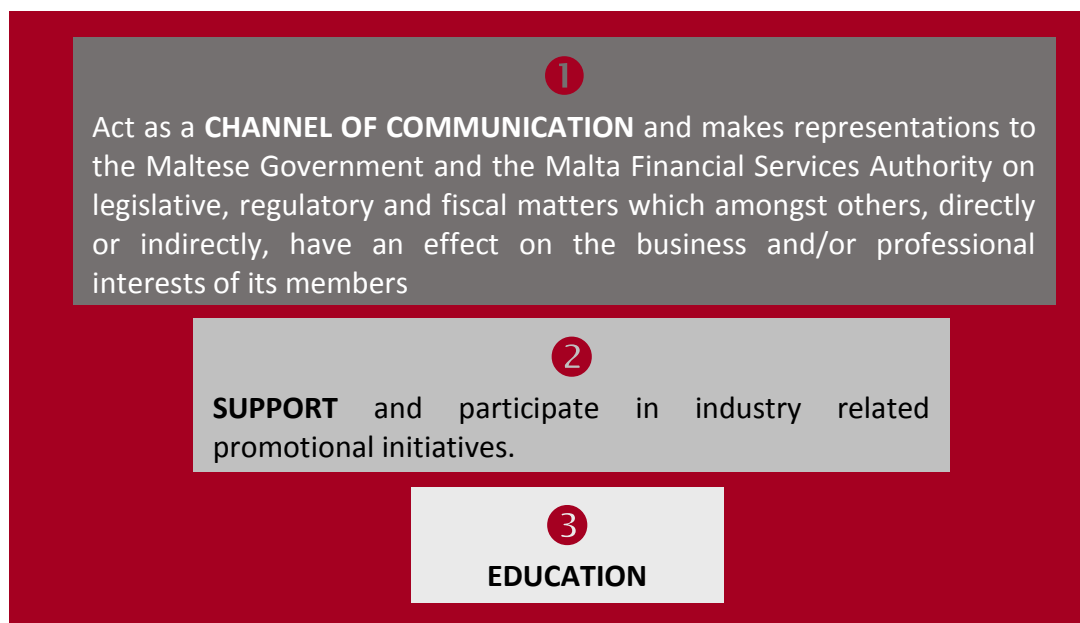 1
Act as a CHANNEL OF COMMUNICATION and makes representations to
the Maltese Government and the Malta Financial Services Authority on
legislative, regulatory and fiscal matters which amongst others, directly
or indirectly, have an effect on the business and/or professional
interests of its members
2
SUPPORT and participate in industry related
promotional initiatives.
3
EDUCATION